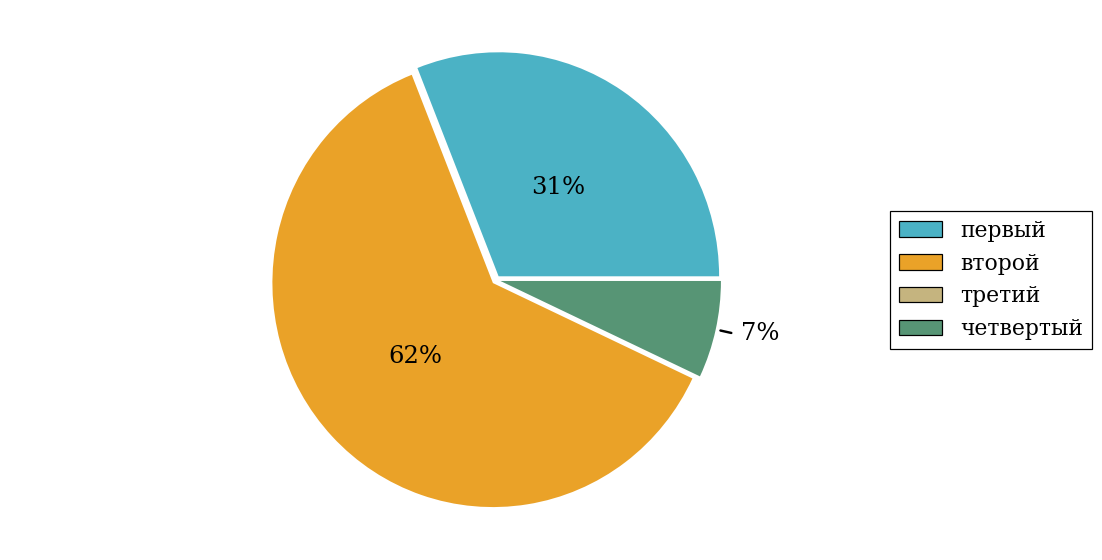 31%
62%
7%
первый
второй
третий
четвертый